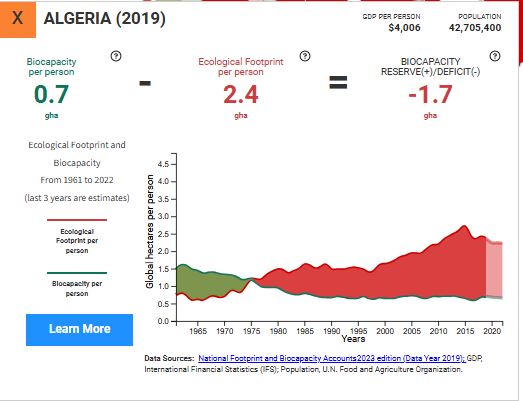 X ALGERIA (2019)
GDP PER PERSON POPULATION
$4,006 42,705,400
Biocapacity
per person
0.7
gha
-
Ecological Footprint
per person
2.4
gha
=
BIOCAPACITY
RESERVE(+)/DEFICIT(-)
-1.7
gha
Ecological Footprint and
Biocapacity
From 1961 to 2022
(last 3 years are estimates)
Ecological
Footprint per
person
Biocapacity per
person
Learn More
Global hectares per person
4.5
4.0
3.5
3.0
2.5
2.0
1.5
1.0
0.5
0.0
1965 1970 1975 1980 1985 1990 1995 2000 2005 2010 2015 2020
Years
Data Sources: National Footprint and Biocapacity Accounts2023 edition (Data Year 2019); GDP,
International Financial Statistics (IFS); Population, U.N. Food and Agriculture Organization.